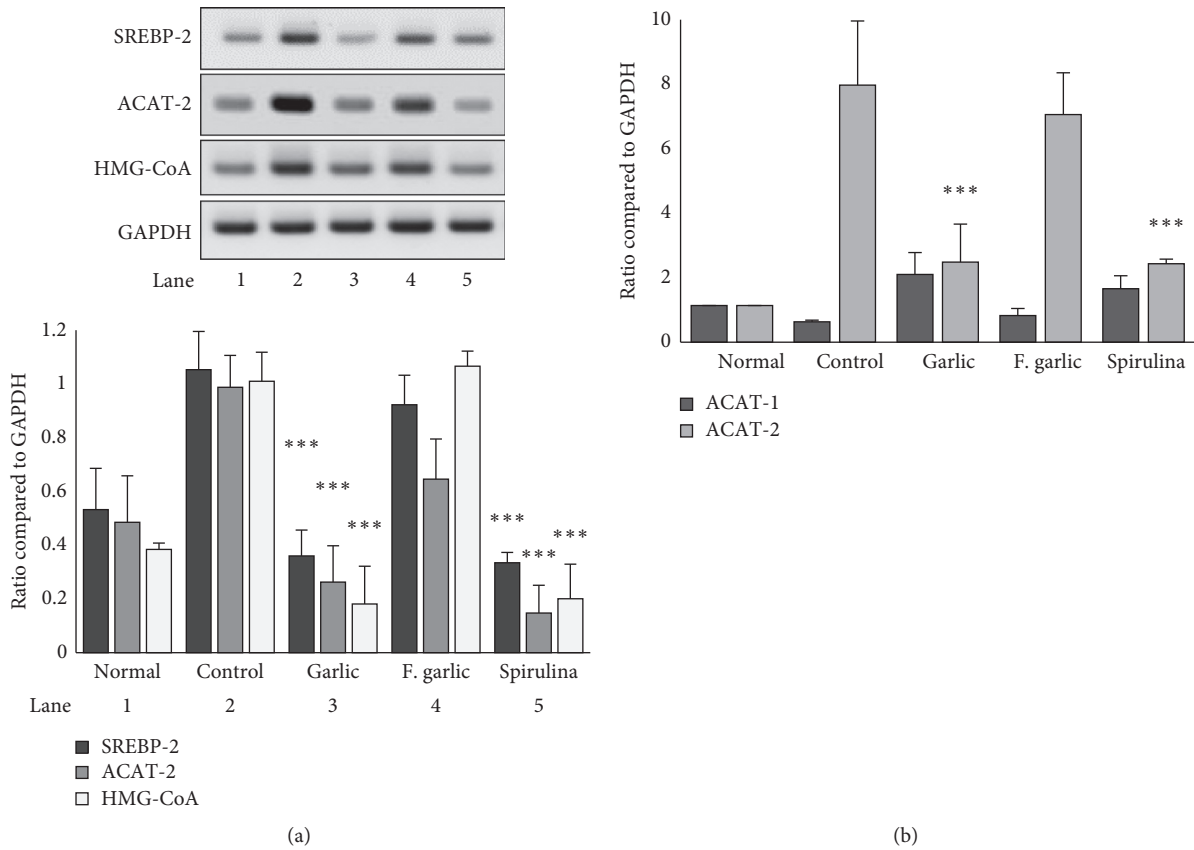 SREBP-2
ACAT-2
HMG-CoA
GAPDH
Lane 1 2 3 4 5
Ratio compared to GAPDH
1.2
1
0.8
0.6
0.4
0.2
0
*** *** ***
*** *** ***
Normal Control Garlic F. garlic Spirulina
Lane 1 2 3 4 5
SREBP-2
ACAT-2
HMG-CoA
(a)
Ratio compared to GAPDH
10
8
6
4
2
0
***
***
Normal Control Garlic F. garlic Spirulina
ACAT-1
ACAT-2
(b)